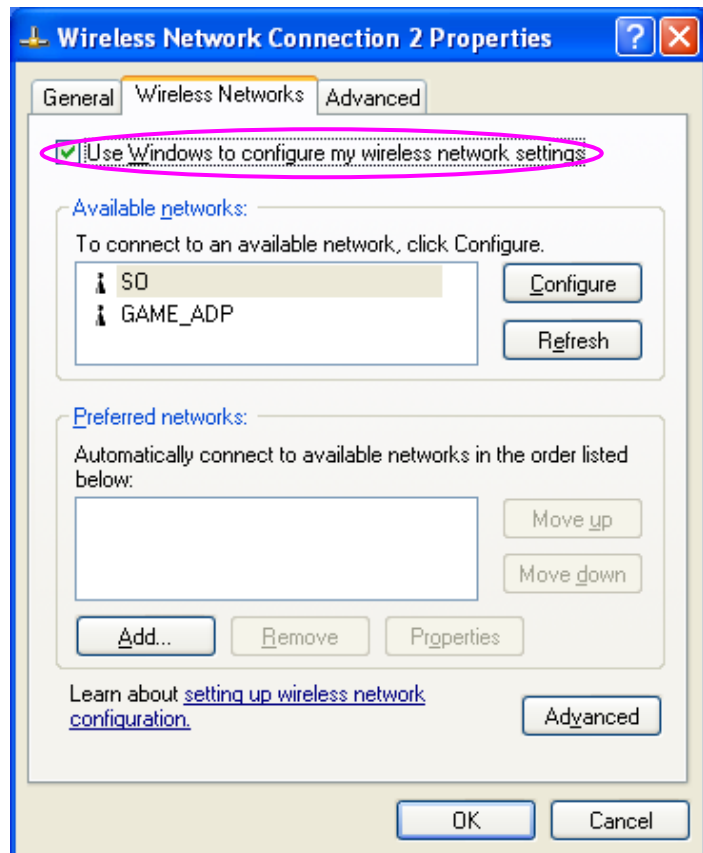 Wireless Network Connection 2 Properties
General Wireless Networks Advanced
Use Windows to configure my wireless network settings
Available networks:
To connect to an available network, click Configure.
SO
Configure
GAME_ADP
Refresh
Preferred networks:
Automatically connect to available networks in the order listed
below:
Move up
Move down
Add... Remove Properties
Learn about setting up wireless network
configuration.
Advanced
OK Cancel